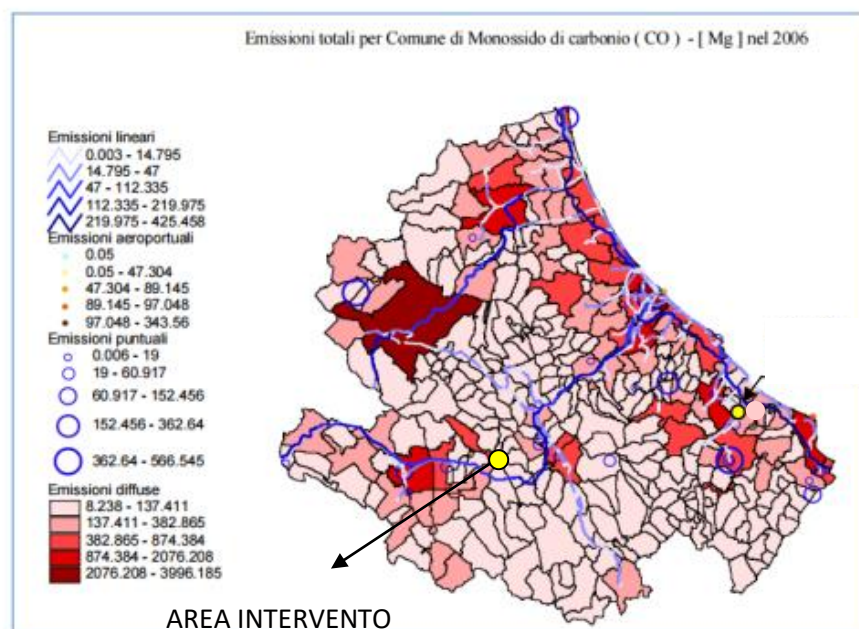 Emissioni totali per Comune di Monossido di carbonio ( CO ) - [ Mg ] nel 2006
Emissioni lineari
0.003 - 14.795
14.795 - 47
47 - 112.335
112.335 - 219.975
219.975 - 425.458
Emissioni aeroportuali
0.05
0.05 - 47.304
47.304 - 89.145
89.145 - 97.048
97.048 - 343.56
Emissioni puntuali
0.006 - 19
19 - 60.917
60.917 - 152.456
152.456 - 362.64
362.64 - 566.545
Emissioni diffuse
8.238 - 137.411
137.411 - 382.865
382.865 - 874.384
874.384 - 2076.208
2076.208 - 3996.185
AREA INTERVENTO